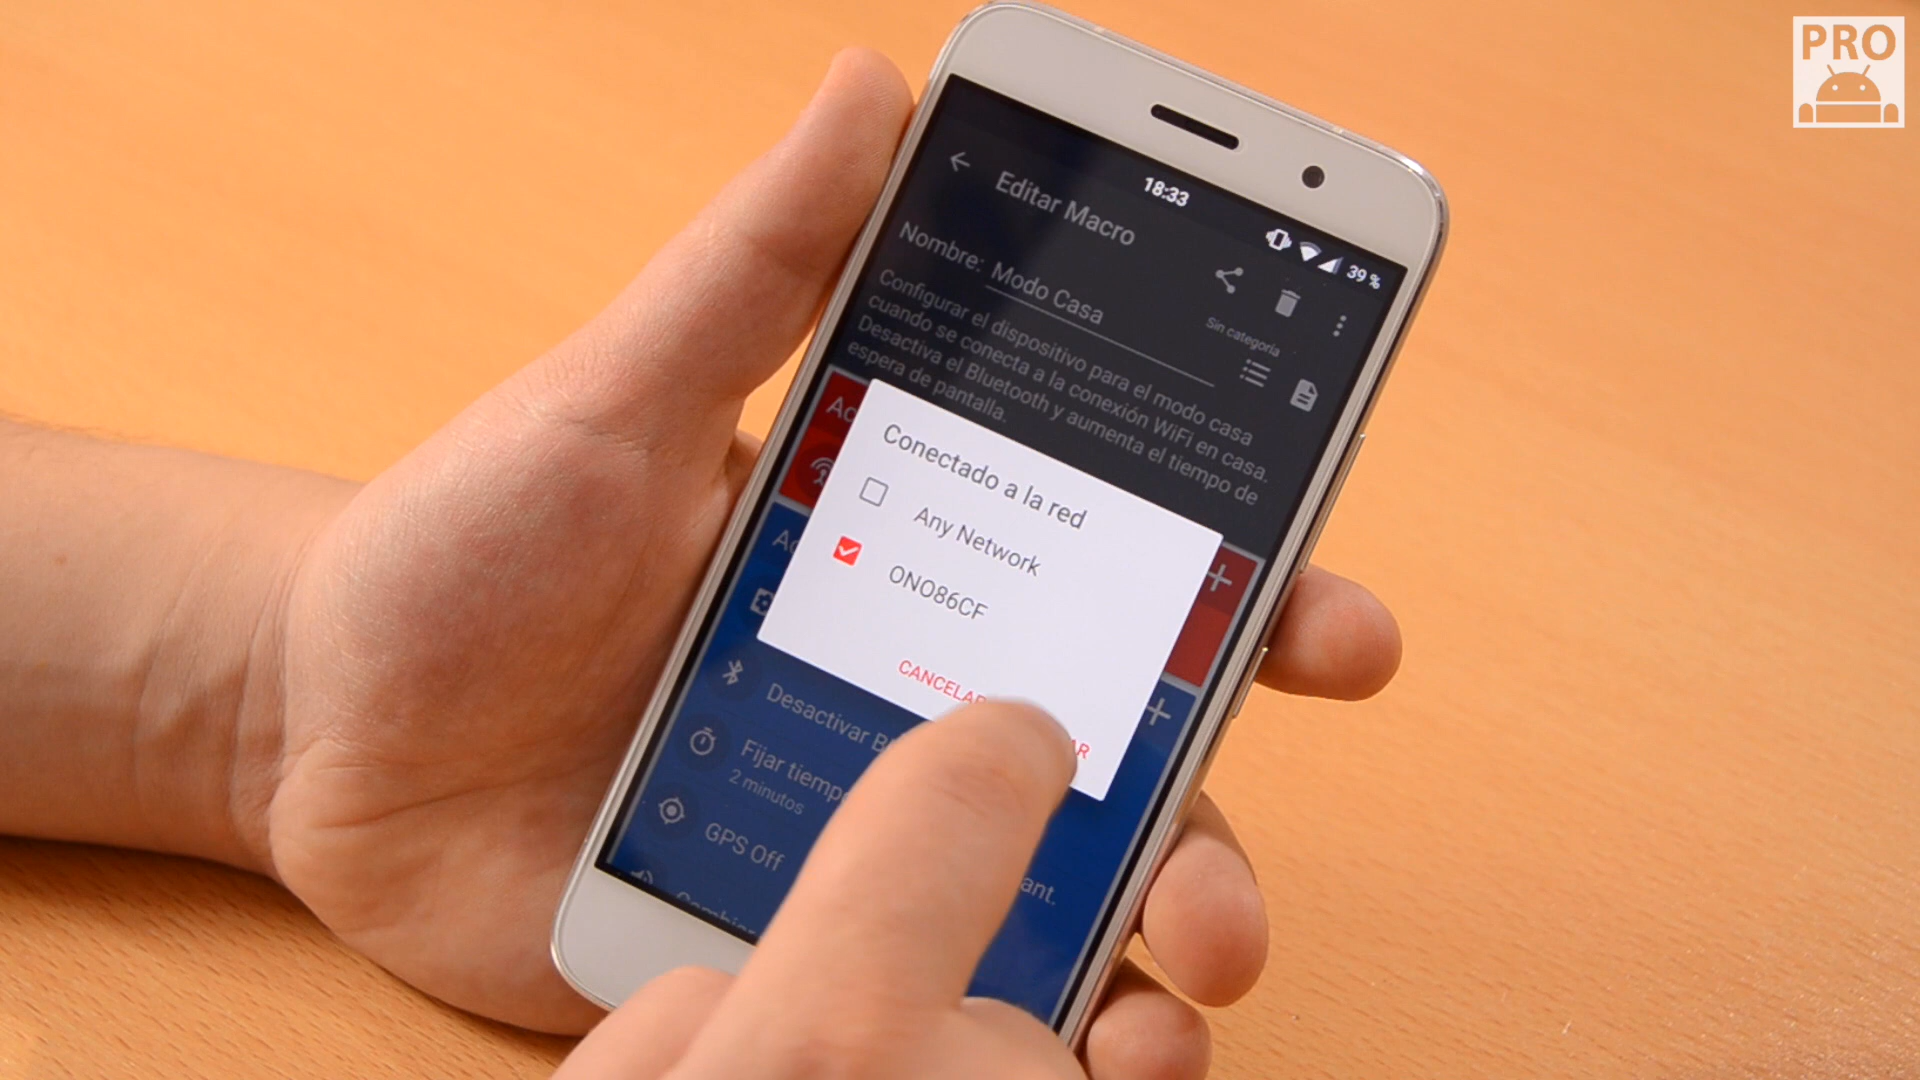 PRO
18:33
39 %
Editar Macro
Nombre: Modo Casa
Sin categoría
Configurar el dispositivo para el modo casa
cuando se conecta a la conexión WiFi en casa.
Desactiva el Bluetooth y aumenta el tiempo de
espera de pantalla.
Conectado a la red
Any Network
ONO86CF
CANCELAR
Desactivar
Fijar tiempo
2 minutos
GPS Off